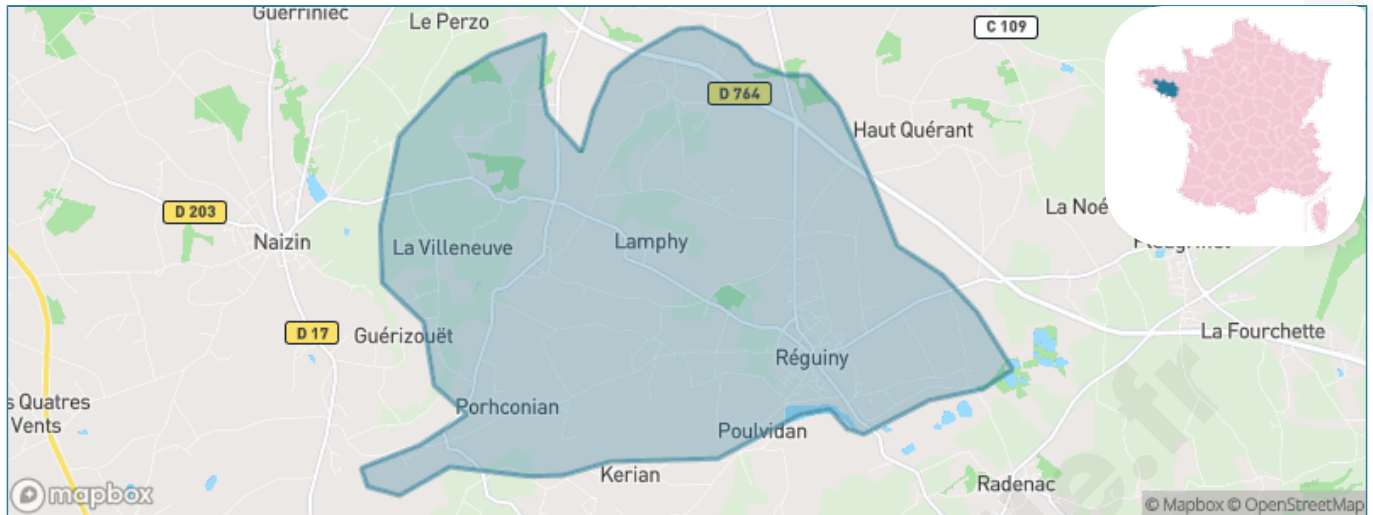 Guerriniec
Le Perzo
C 109
D 764
Haut Quérant
D 203
La Noé
Naizin
La Villeneuve
Lamphy
La Fourchette
D 17
Guérizouët
Réguiny
s Quatres
Vents
Porhconian
Poulvidan
Kerian
Radenac
mapbox
© Mapbox © OpenStreetMap
e.fr